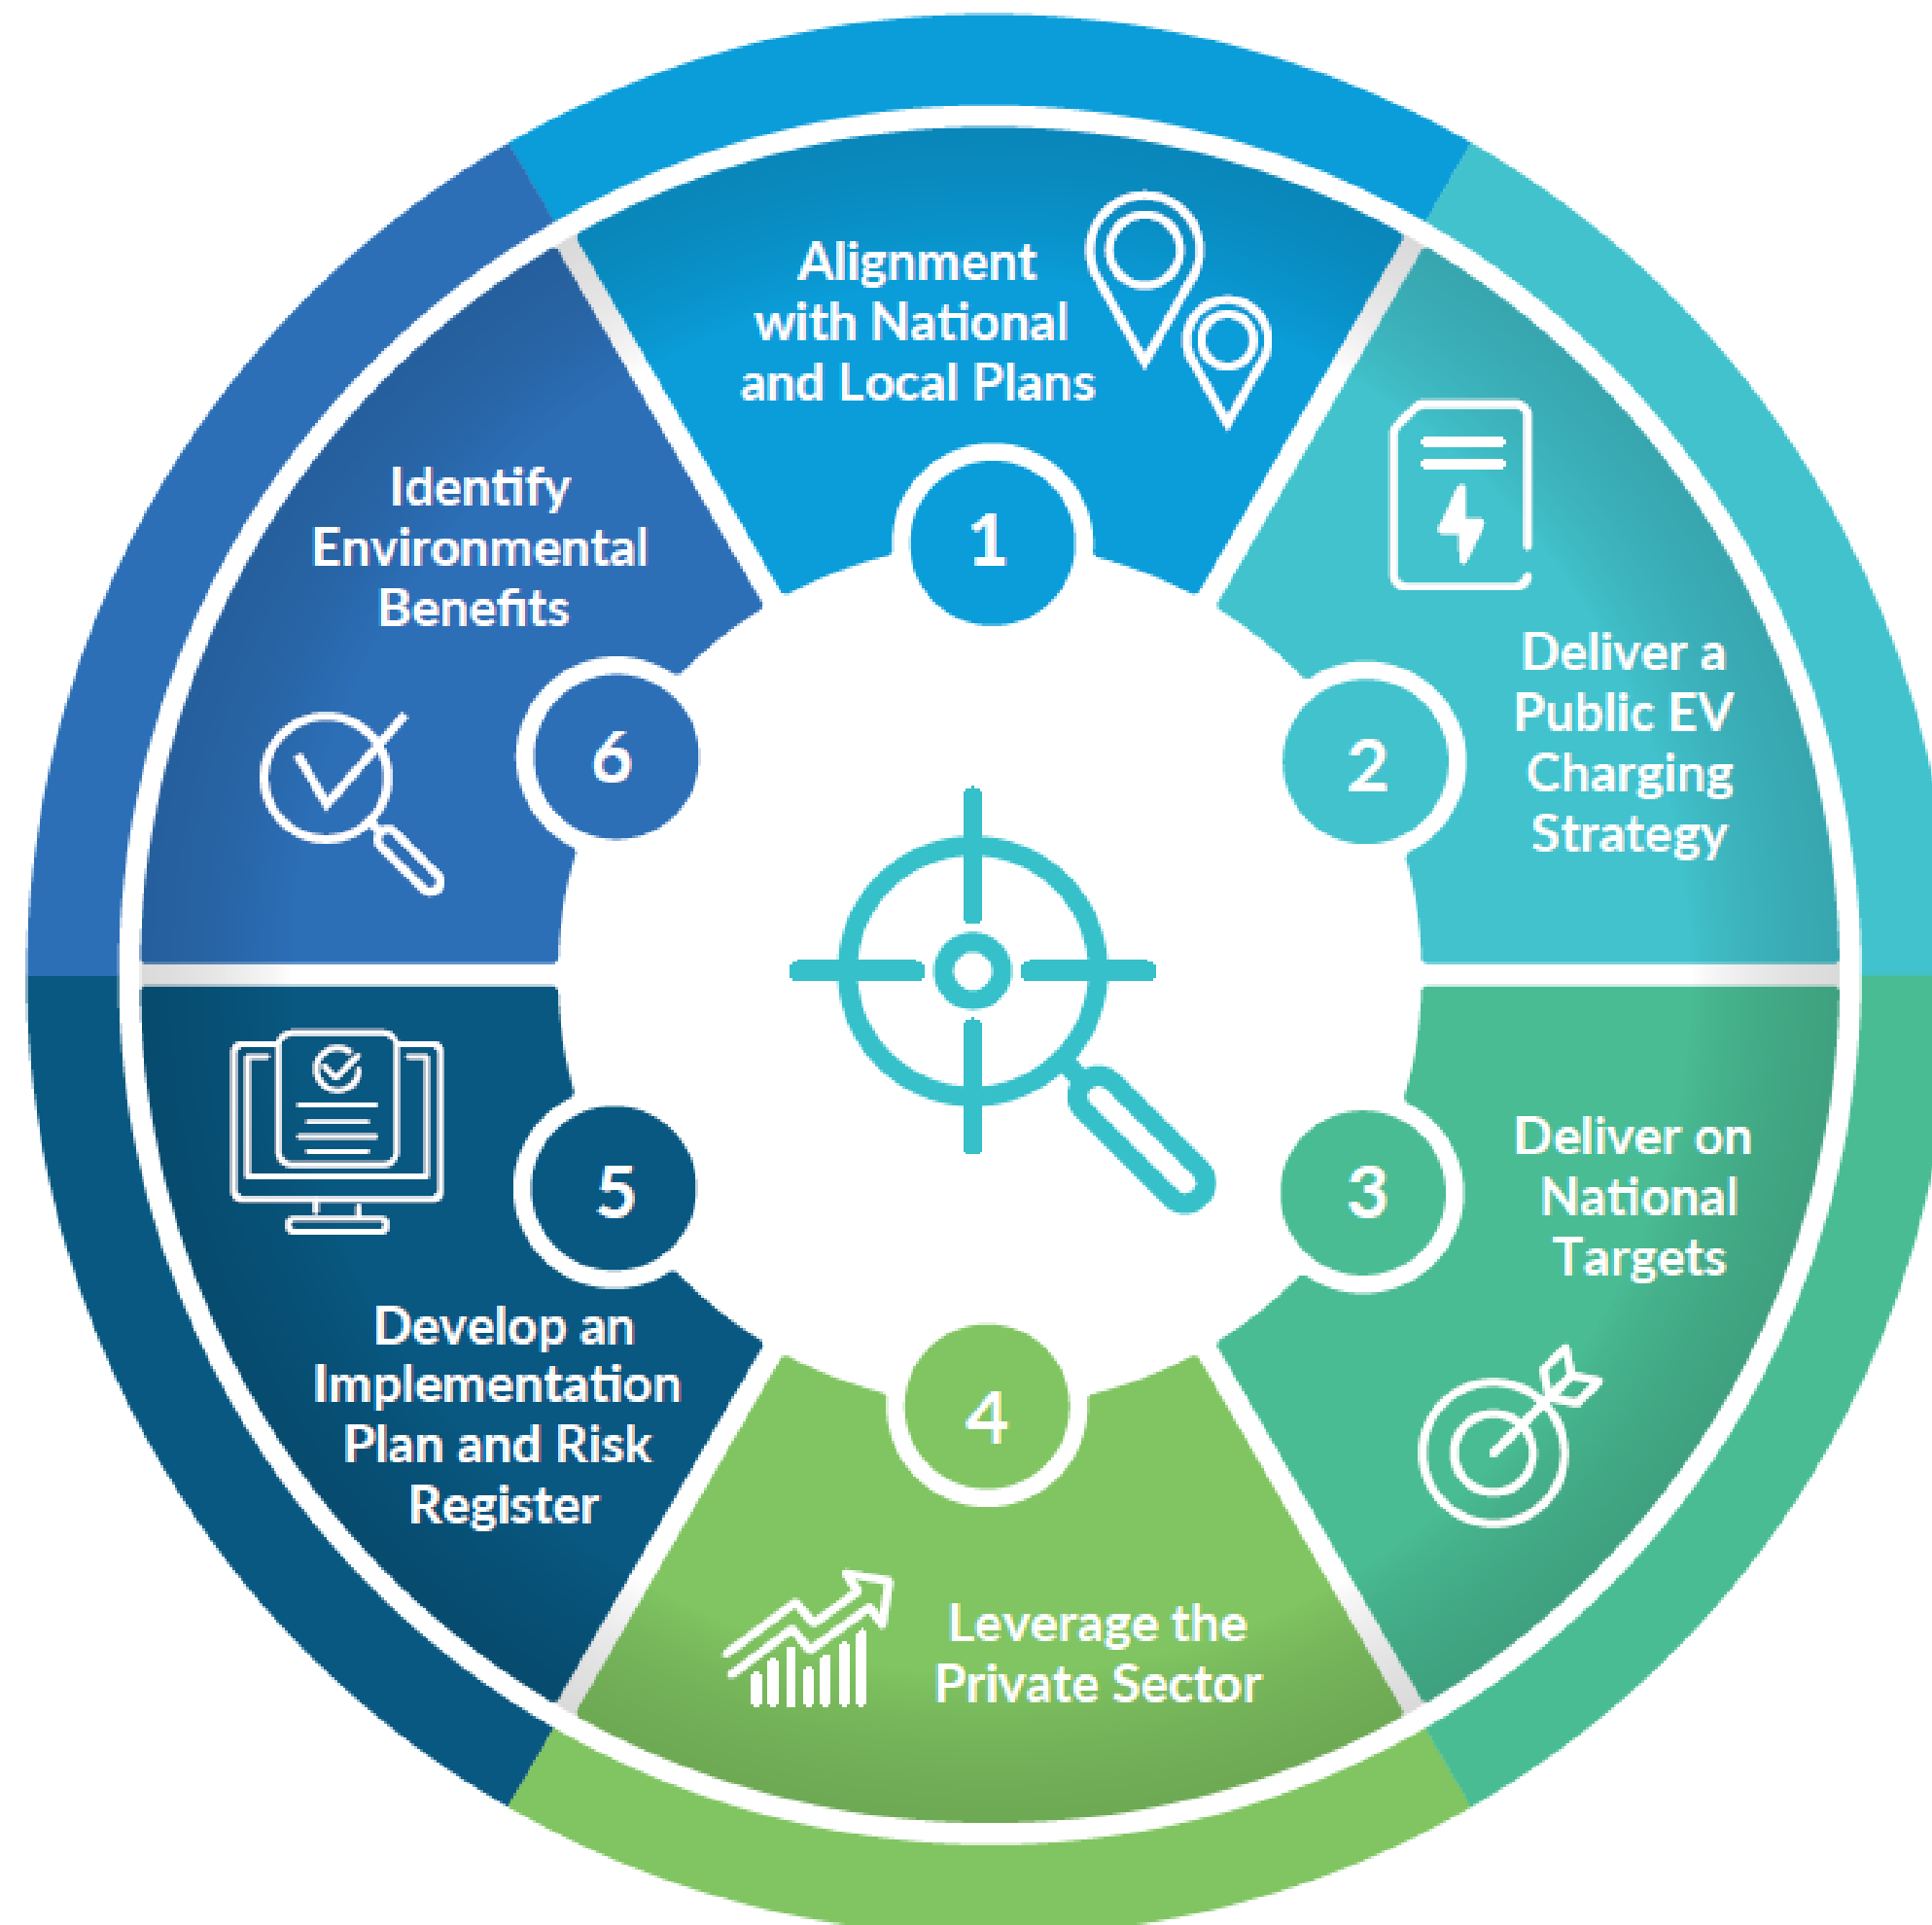 Alignment
with National
and Local Plans
1
Deliver a
Public EV
Charging
Strategy
2
Deliver on
National
Targets
3
Leverage the
Private Sector
4
Develop an
Implementation
Plan and Risk
Register
5
Identify
Environmental
Benefits
6